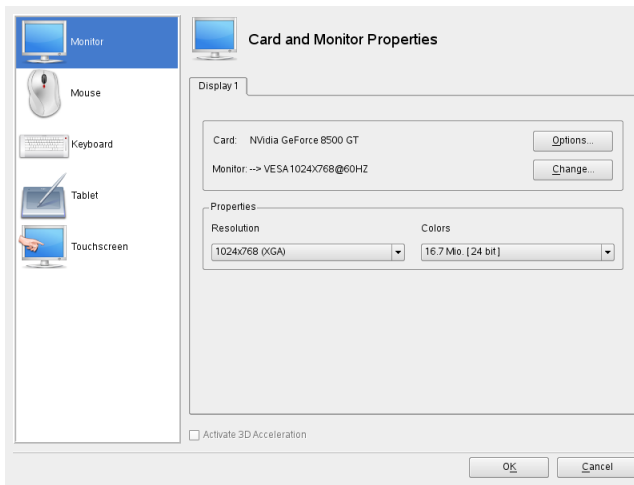 Monitor
Mouse
Keyboard
Tablet
Touchscreen
Card and Monitor Properties
Display 1
Card: NVidia GeForce 8500 GT
Options...
Monitor: --> VESA 1024X768@60HZ
Change...
Properties
Resolution
Colors
1024x768 (XGA)
16.7 Mio. [24 bit]
Activate 3D Acceleration
OK
Cancel